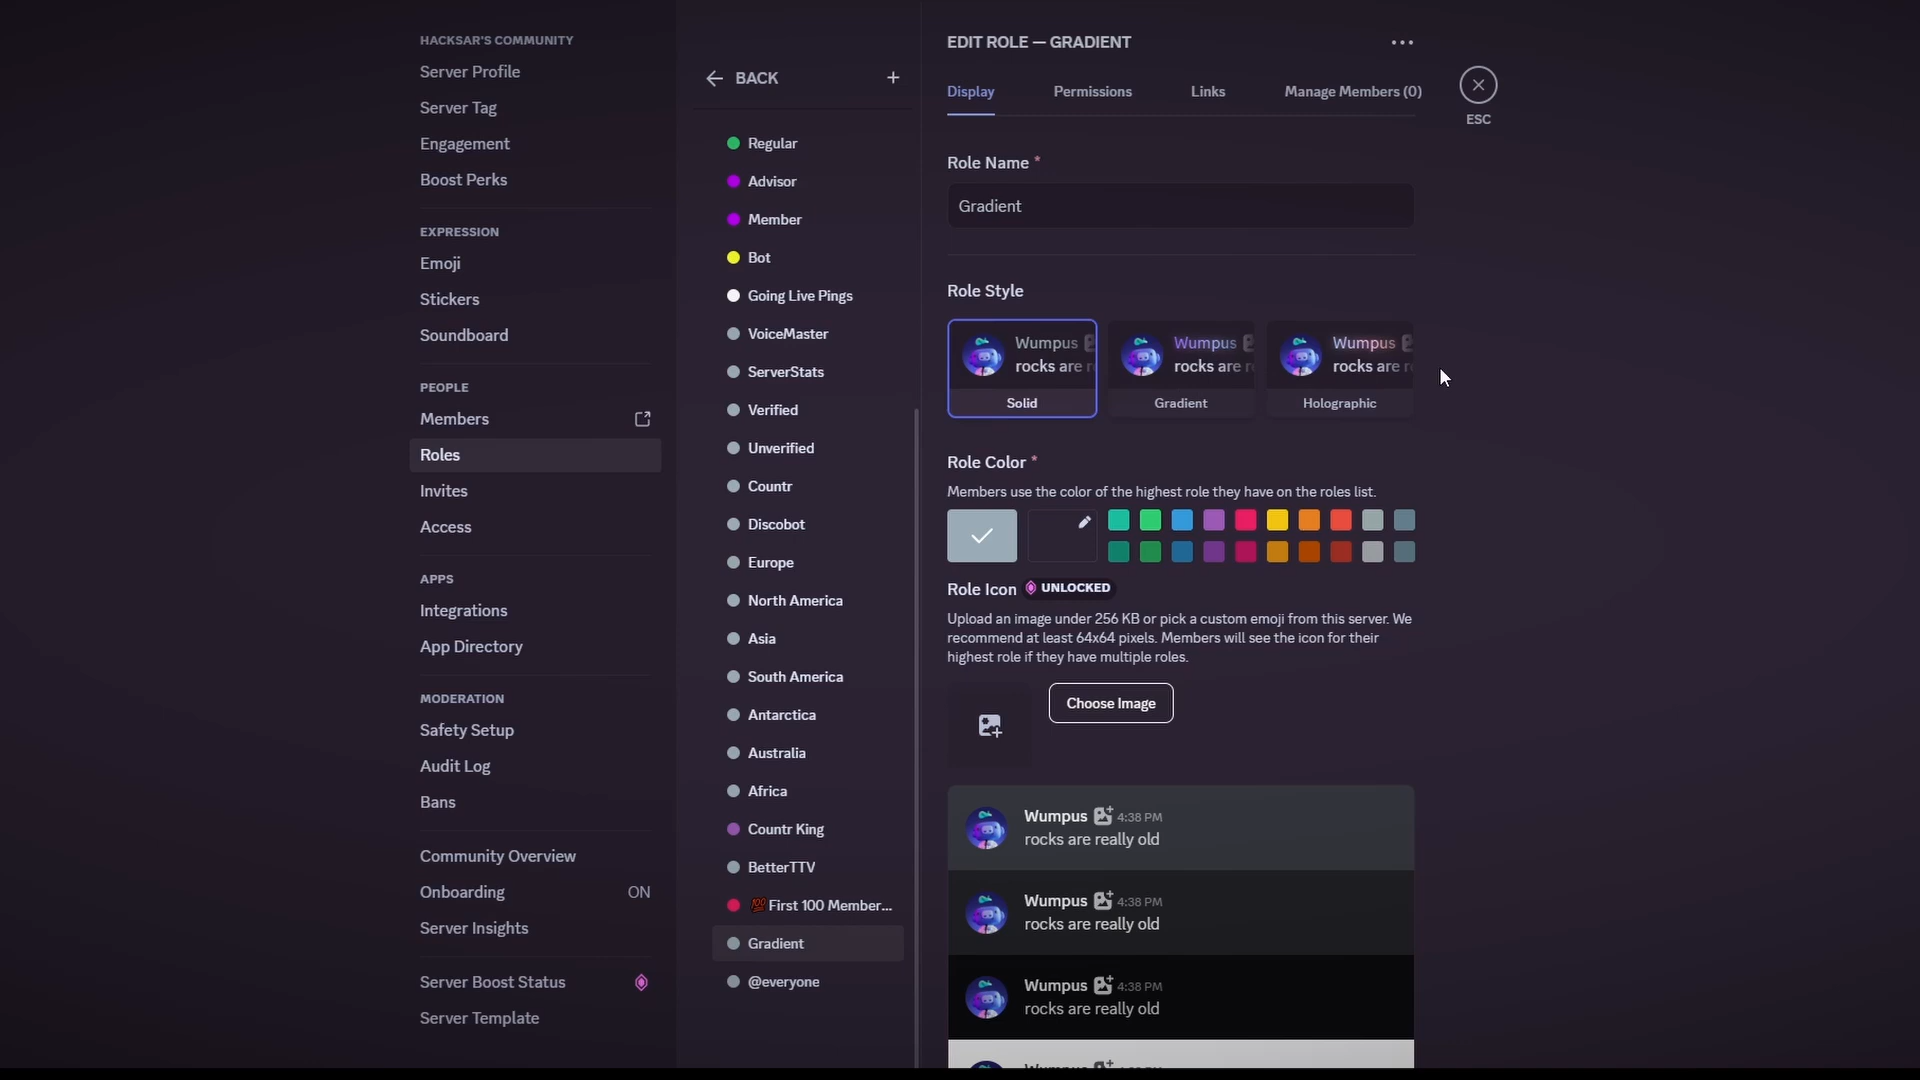 HACKSAR'S COMMUNITY
Server Profile
Server Tag
Engagement
Boost Perks
EXPRESSION
Emoji
Stickers
Soundboard
PEOPLE
Members
Roles
Invites
Access
APPS
Integrations
App Directory
MODERATION
Safety Setup
Audit Log
Bans
Community Overview
Onboarding ON
Server Insights
Server Boost Status
Server Template
BACK
Regular
Advisor
Member
Bot
Going Live Pings
VoiceMaster
ServerStats
Verified
Unverified
Countr
Discobot
Europe
North America
Asia
South America
Antarctica
Australia
Africa
Countr King
BetterTTV
💯First 100 Member...
Gradient
@everyone
EDIT ROLE — GRADIENT
Display Permissions Links Manage Members (0)
ESC
Role Name *
Gradient
Role Style
Wumpus
rocks are r
Solid
Wumpus
rocks are r
Gradient
Wumpus
rocks are r
Holographic
Role Color *
Members use the color of the highest role they have on the roles list.
Role Icon UNLOCKED
Upload an image under 256 KB or pick a custom emoji from this server. We
recommend at least 64x64 pixels. Members will see the icon for their
highest role if they have multiple roles.
Choose Image
Wumpus 4:38 PM
rocks are really old
Wumpus 4:38 PM
rocks are really old
Wumpus 4:38 PM
rocks are really old